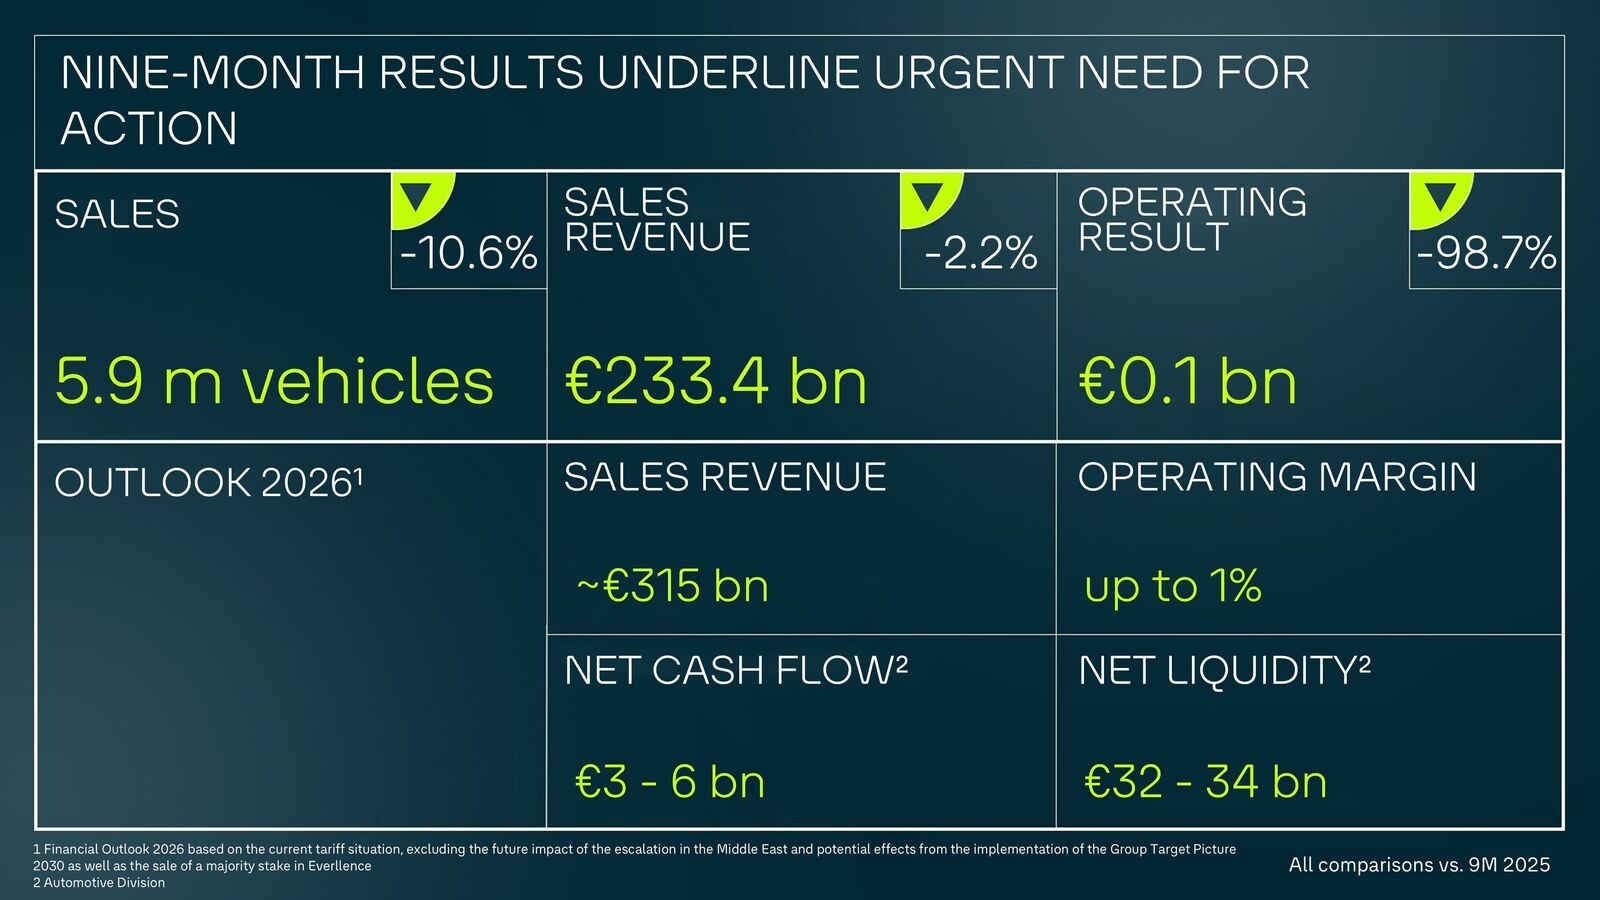 NINE-MONTH RESULTS UNDERLINE URGENT NEED FOR
ACTION
SALES
-10.6%
5.9 m vehicles
SALES
REVENUE
-2.2%
€233.4 bn
OPERATING
RESULT
-98.7%
€0.1 bn
OUTLOOK 2026¹
SALES REVENUE
~€315 bn
OPERATING MARGIN
up to 1%
NET CASH FLOW²
€3 - 6 bn
NET LIQUIDITY²
€32 - 34 bn
1 Financial Outlook 2026 based on the current tariff situation, excluding the future impact of the escalation in the Middle East and potential effects from the implementation of the Group Target Picture
2030 as well as the sale of a majority stake in Everllence
2 Automotive Division
All comparisons vs. 9M 2025